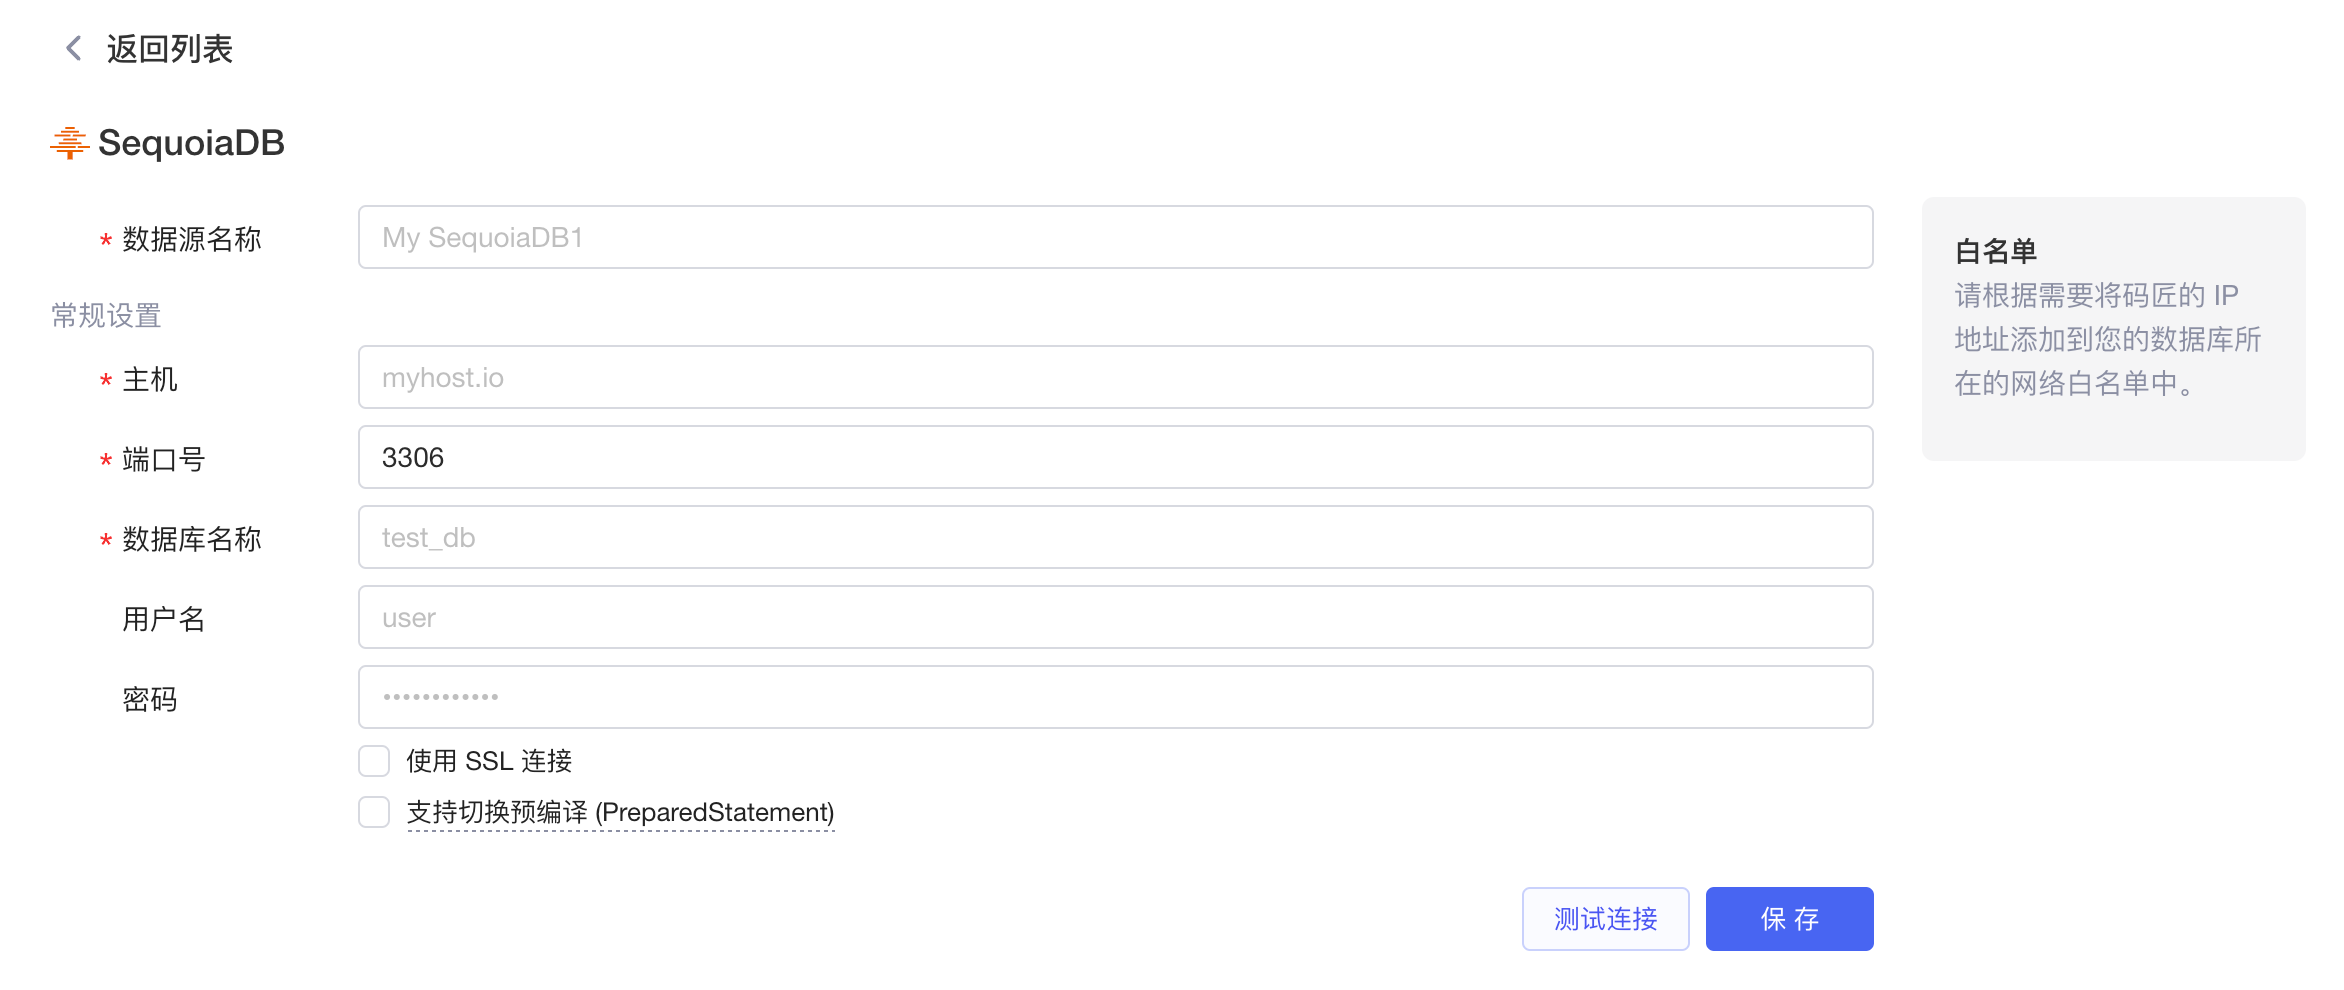 返回列表
SequoiaDB
* 数据源名称
My SequoiaDB1
常规设置
* 主机
myhost.io
* 端口号
3306
* 数据库名称
test_db
用户名
user
密码
••••••••••••
使用 SSL 连接
支持切换预编译 (PreparedStatement)
测试连接
保 存
白名单
请根据需要将码匠的 IP
地址添加到您的数据库所
在的网络白名单中。